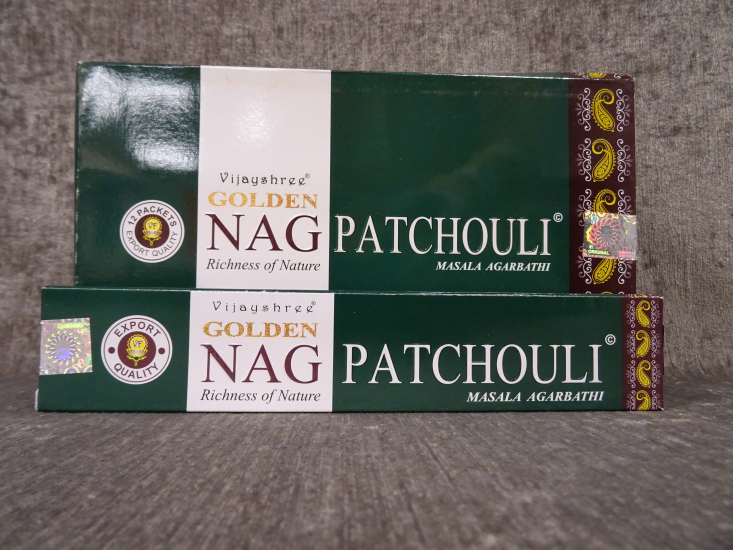 Vijayshree®
GOLDEN
NAG PATCHOULI©
Richness of Nature
MASALA AGARBATHI
12 PACKETS
EXPORT QUALITY
ORIGINAL
Vijayshree®
GOLDEN
NAG PATCHOULI©
Richness of Nature
MASALA AGARBATHI
EXPORT
QUALITY